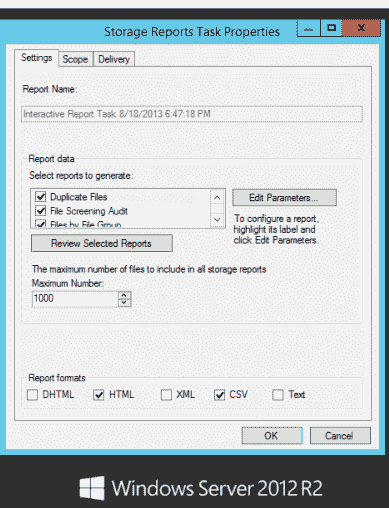 Storage Reports Task Properties
Settings Scope Delivery
Report Name:
Interactive Report Task 8/18/2013 6:47:18 PM
Report data
Select reports to generate:
Duplicate Files
File Screening Audit
Files by File Group
Edit Parameters...
To configure a report,
highlight its label and
click Edit Parameters.
Review Selected Reports
The maximum number of files to include in all storage reports
Maximum Number:
1000
Report formats
DHTML HTML XML CSV Text
OK Cancel
Windows Server 2012 R2